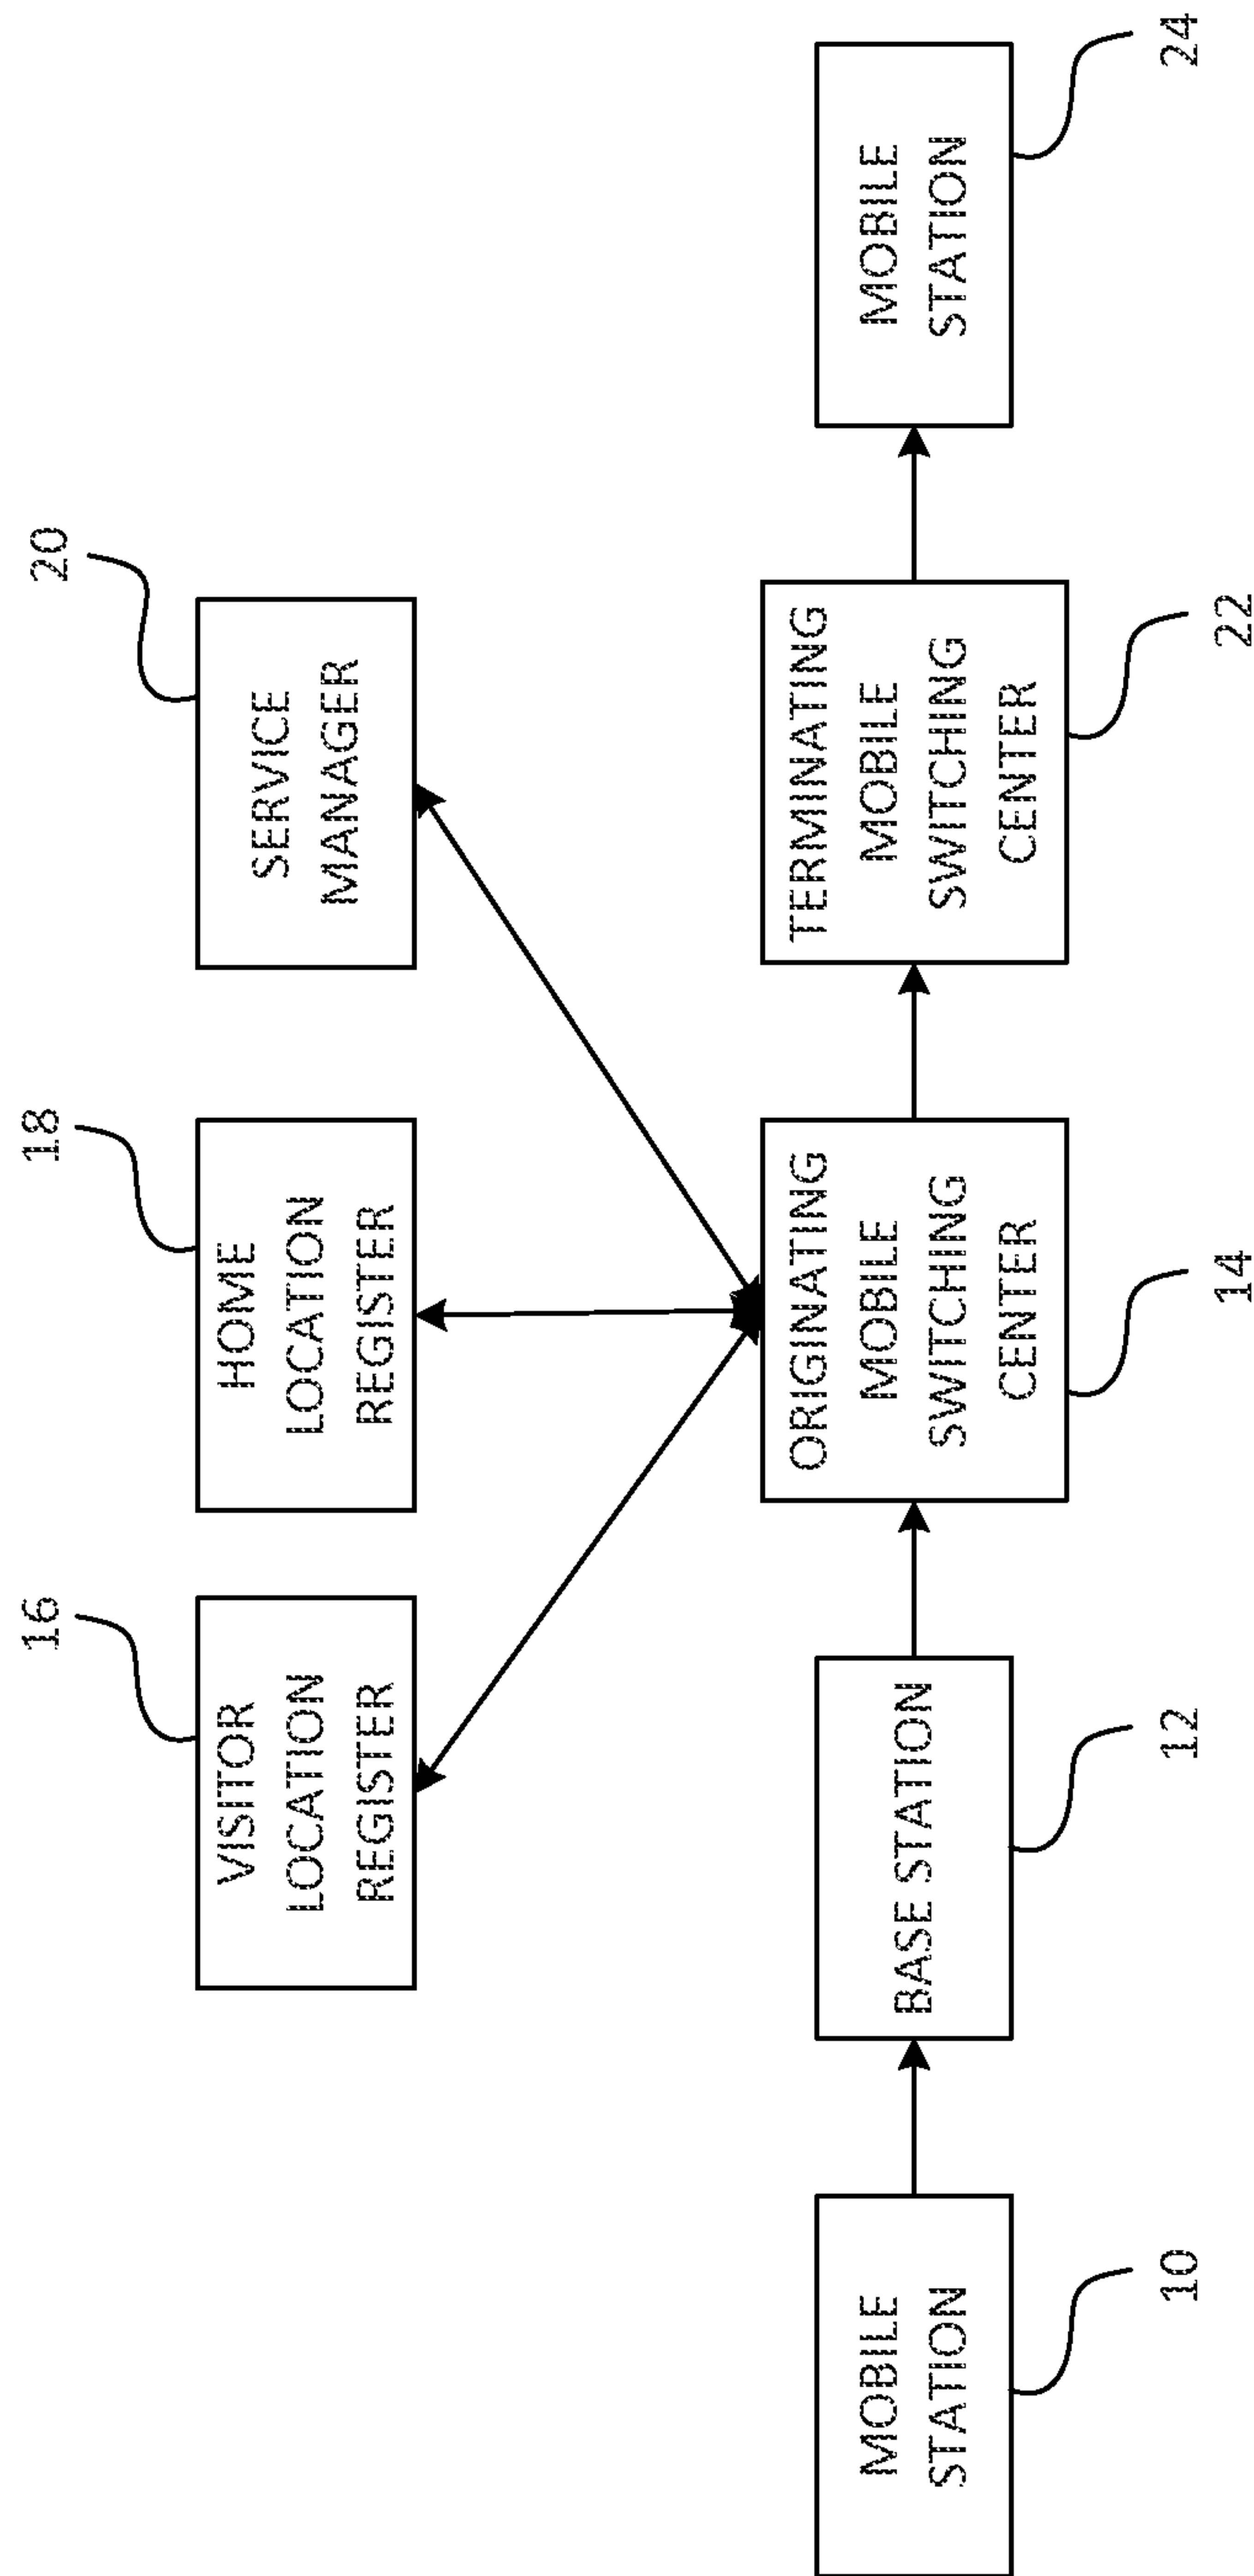 16
VISITOR
LOCATION
REGISTER
18
HOME
LOCATION
REGISTER
20
SERVICE
MANAGER
MOBILE
STATION
10
BASE STATION
12
ORIGINATING
MOBILE
SWITCHING
CENTER
14
TERMINATING
MOBILE
SWITCHING
CENTER
22
MOBILE
STATION
24